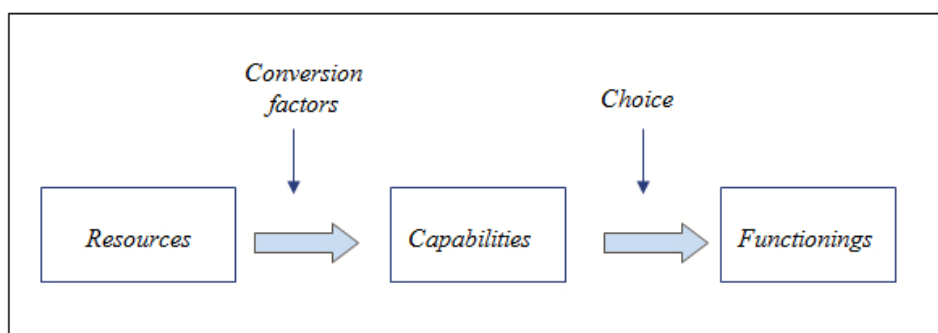 Conversion
factors
Choice
Resources
Capabilities
Functionings